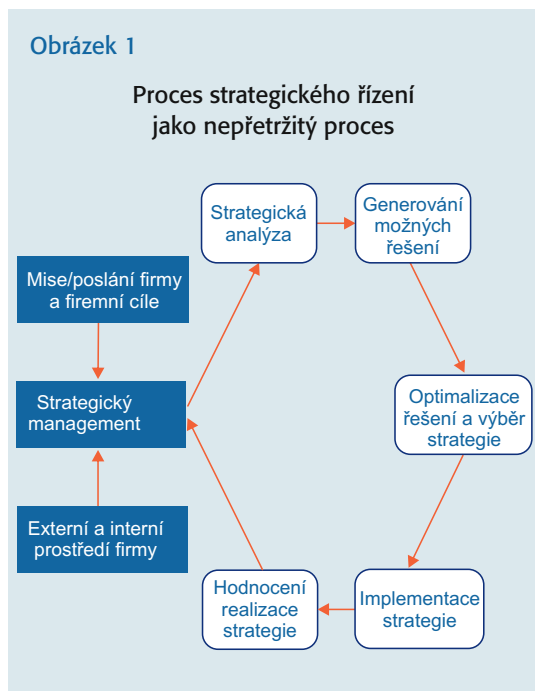 Obrázek 1
Proces strategického řízení
jako nepřetržitý proces
Strategická
analýza
Generování
možných
řešení
Mise/poslání firmy
a firemní cíle
Strategický
management
Optimalizace
řešení a výběr
strategie
Externí a interní
prostředí firmy
Hodnocení
realizace
strategie
Implementace
strategie